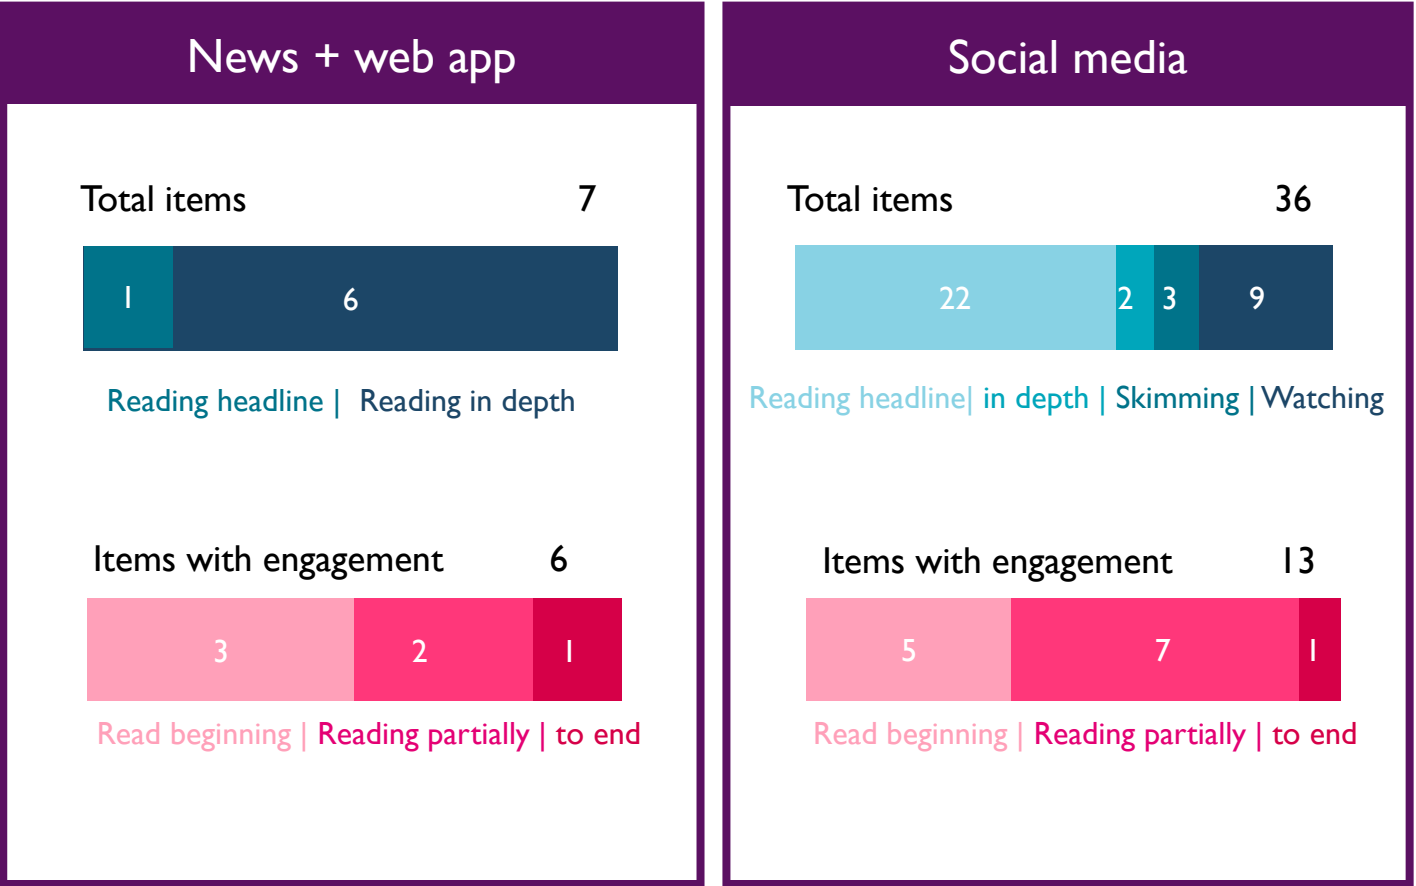 News + web app
Total items 7
1 6
Reading headline | Reading in depth
Items with engagement 6
3 2 1
Read beginning | Reading partially | to end
Social media
Total items 36
22 2 3 9
Reading headline| in depth | Skimming | Watching
Items with engagement 13
5 7 1
Read beginning | Reading partially | to end